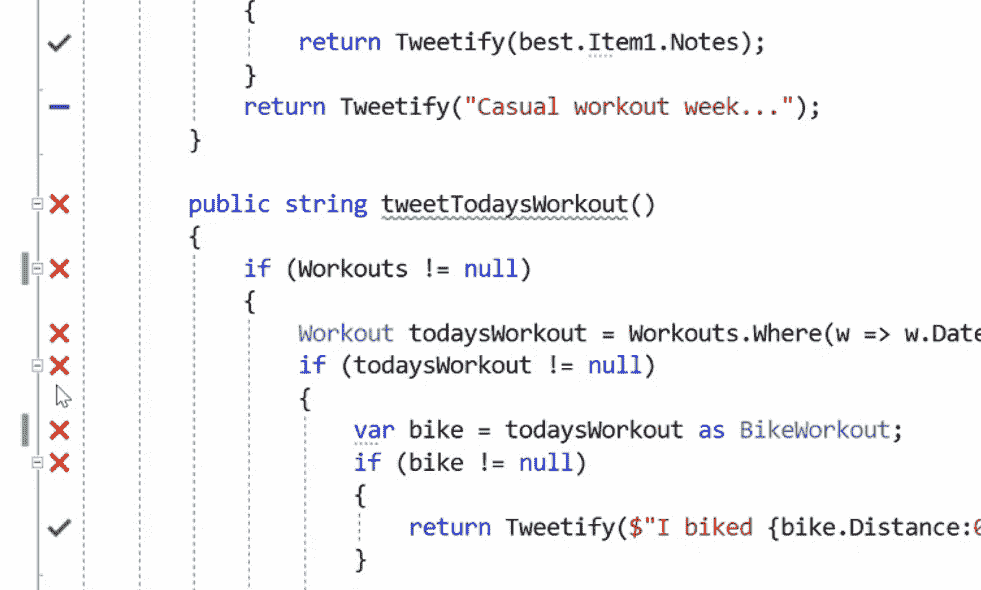 {
return Tweetify(best.Item1.Notes);
}
return Tweetify("Casual workout week...");
}
public string tweetTodaysWorkout()
{
if (Workouts != null)
{
Workout todaysWorkout = Workouts.Where(w => w.Date
if (todaysWorkout != null)
{
var bike = todaysWorkout as BikeWorkout;
if (bike != null)
{
return Tweetify($"I biked {bike.Distance:0
}